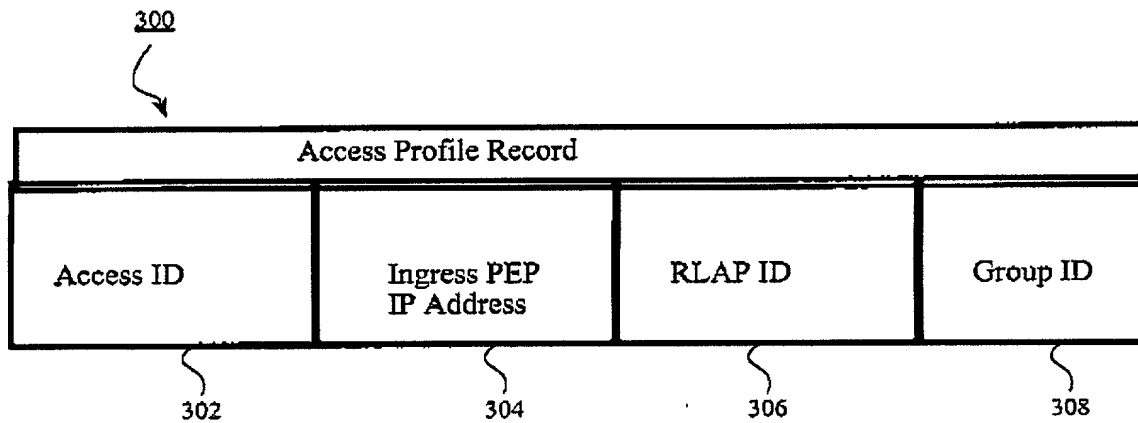 300
Access Profile Record
Access ID
Ingress PEP
IP Address
RLAP ID
Group ID
302
304
306
308